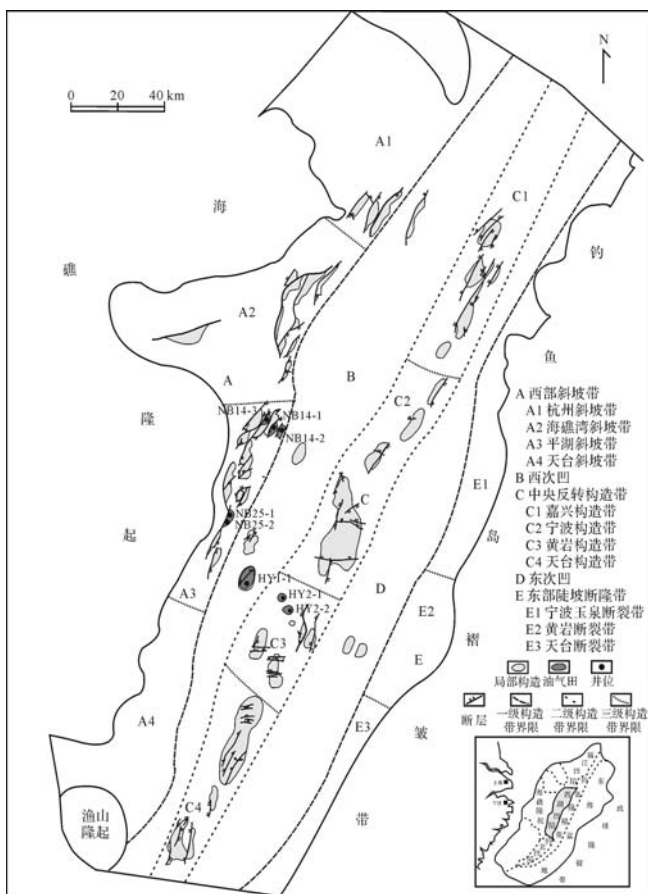 N
0 20 40 km
A1
C1
海
钓
礁
A2
鱼
A
B
隆
NB14-3
NB14-1
NB14-2
C2
E1
C
NB25-1
NB25-2
岛
起
HY1-1
D
A3
HY2-1
HY2-2
E2
褶
C3
E
A4
E3
皱
C4
渔山
隆起
带
A 西部斜坡带
A1 杭州斜坡带
A2 海礁湾斜坡带
A3 平湖斜坡带
A4 天台斜坡带
B 西次凹
C 中央反转构造带
C1 嘉兴构造带
C2 宁波构造带
C3 黄岩构造带
C4 天台构造带
D 东次凹
E 东部陡坡断隆带
E1 宁波玉泉断裂带
E2 黄岩断裂带
E3 天台断裂带
局部构造 油气田 井位
断层 一级构造带界限 二级构造带界限 三级构造带界限